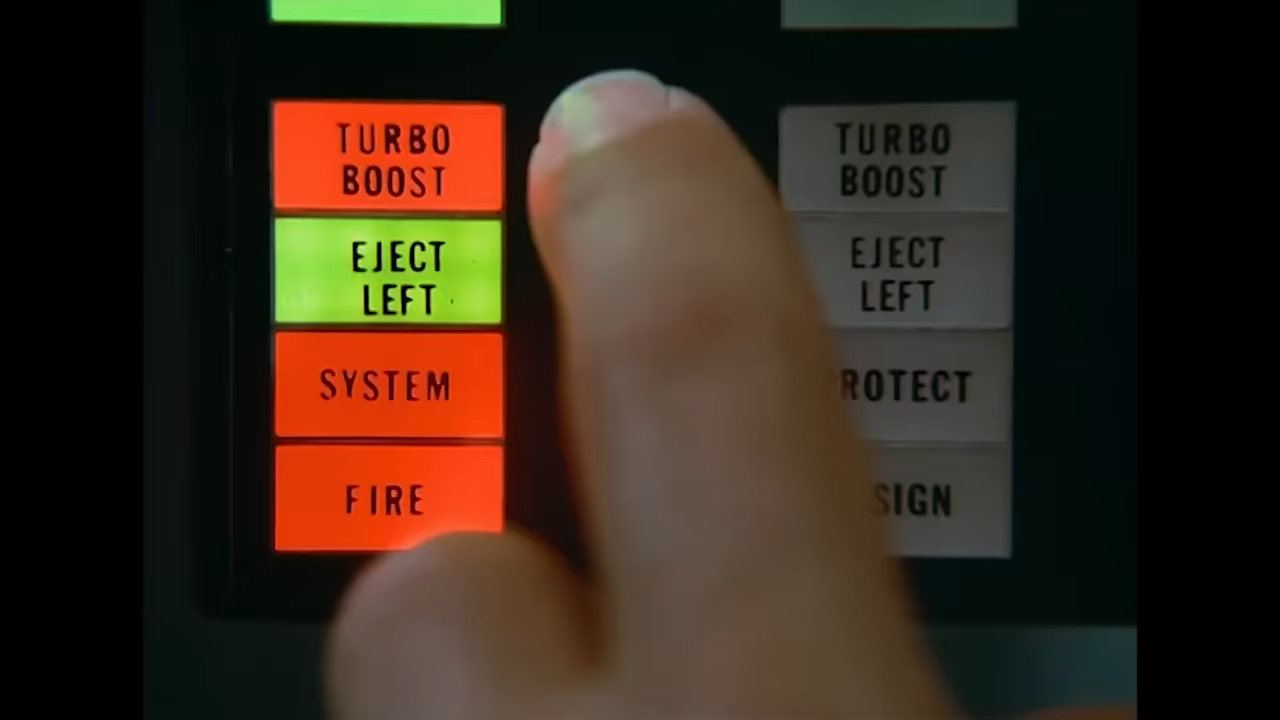 TURBO
BOOST
EJECT
LEFT
SYSTEM
FIRE
TURBO
BOOST
EJECT
LEFT
ROTECT
SIGN